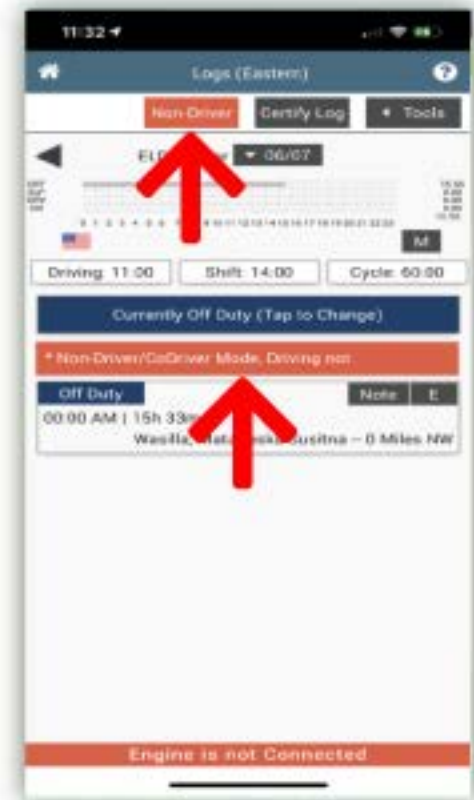 11:32
Logs (Eastern)
?
Non-Driver Certify Log Tools
06/07
M
Driving 11:00 Shift 14:00 Cycle 60:00
Currently Off Duty (Tap to Change)
* Non-Driver/CoDriver Mode, Driving not
Off Duty Note E
00:00 AM | 15h
Wasilla, Susitna – 0 Miles NW
Engine is not Connected